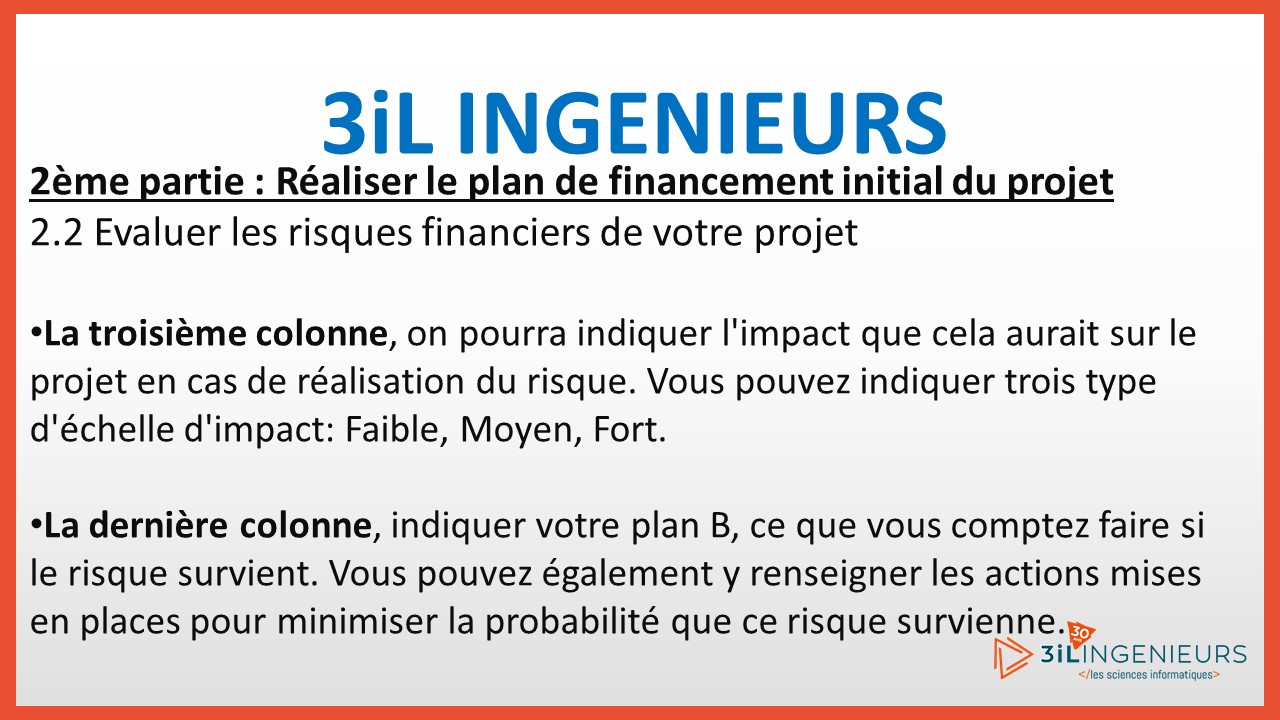 3iL INGENIEURS
2ème partie : Réaliser le plan de financement initial du projet
2.2 Evaluer les risques financiers de votre projet
•La troisième colonne, on pourra indiquer l'impact que cela aurait sur le
projet en cas de réalisation du risque. Vous pouvez indiquer trois type
d'échelle d'impact: Faible, Moyen, Fort.
•La dernière colonne, indiquer votre plan B, ce que vous comptez faire si
le risque survient. Vous pouvez également y renseigner les actions mises
en places pour minimiser la probabilité que ce risque survienne.
30
3iLINGENIEURS
</les sciences informatiques>